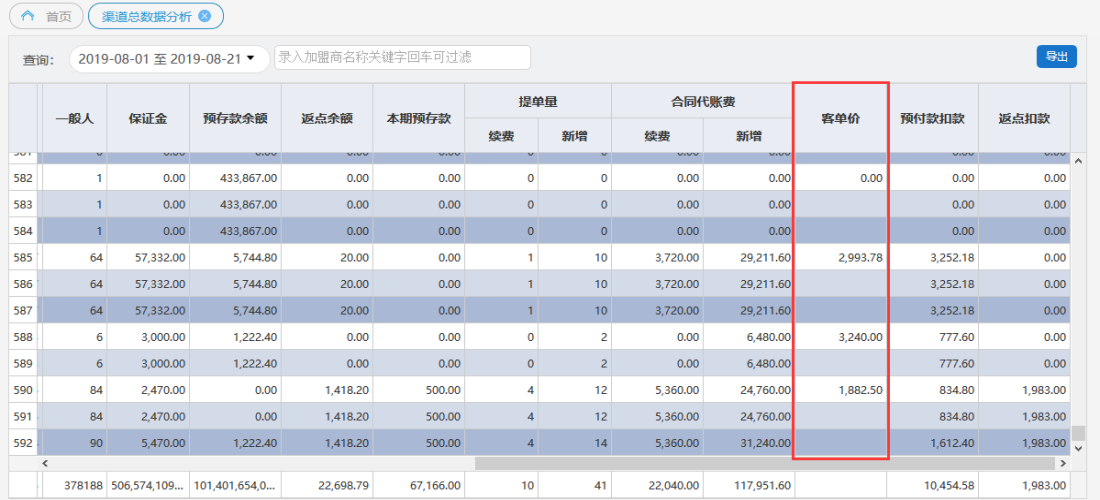 首页 渠道总数据分析
查询: 2019-08-01 至 2019-08-21 录入加盟商名称关键字回车可过滤 导出
一般人 保证金 预存款余额 返点余额 本期预存款 提单量 合同代账费 客单价 预付款扣款 返点扣款
续费 新增 续费 新增
582 1 0.00 433,867.00 0.00 0.00 0 0 0.00 0.00 0.00 0.00 0.00
583 1 0.00 433,867.00 0.00 0.00 0 0 0.00 0.00 0.00 0.00
584 1 0.00 433,867.00 0.00 0.00 0 0 0.00 0.00 0.00 0.00
585 64 57,332.00 5,744.80 20.00 0.00 1 10 3,720.00 29,211.60 2,993.78 3,252.18 0.00
586 64 57,332.00 5,744.80 20.00 0.00 1 10 3,720.00 29,211.60 3,252.18 0.00
587 64 57,332.00 5,744.80 20.00 0.00 1 10 3,720.00 29,211.60 3,252.18 0.00
588 6 3,000.00 1,222.40 0.00 0.00 0 2 0.00 6,480.00 3,240.00 777.60 0.00
589 6 3,000.00 1,222.40 0.00 0.00 0 2 0.00 6,480.00 777.60 0.00
590 84 2,470.00 0.00 1,418.20 500.00 4 12 5,360.00 24,760.00 1,882.50 834.80 1,983.00
591 84 2,470.00 0.00 1,418.20 500.00 4 12 5,360.00 24,760.00 834.80 1,983.00
592 90 5,470.00 1,222.40 1,418.20 500.00 4 14 5,360.00 31,240.00 1,612.40 1,983.00
378188 506,574,109... 101,401,654,0... 22,698.79 67,166.00 10 41 22,040.00 117,951.60 10,454.58 1,983.00